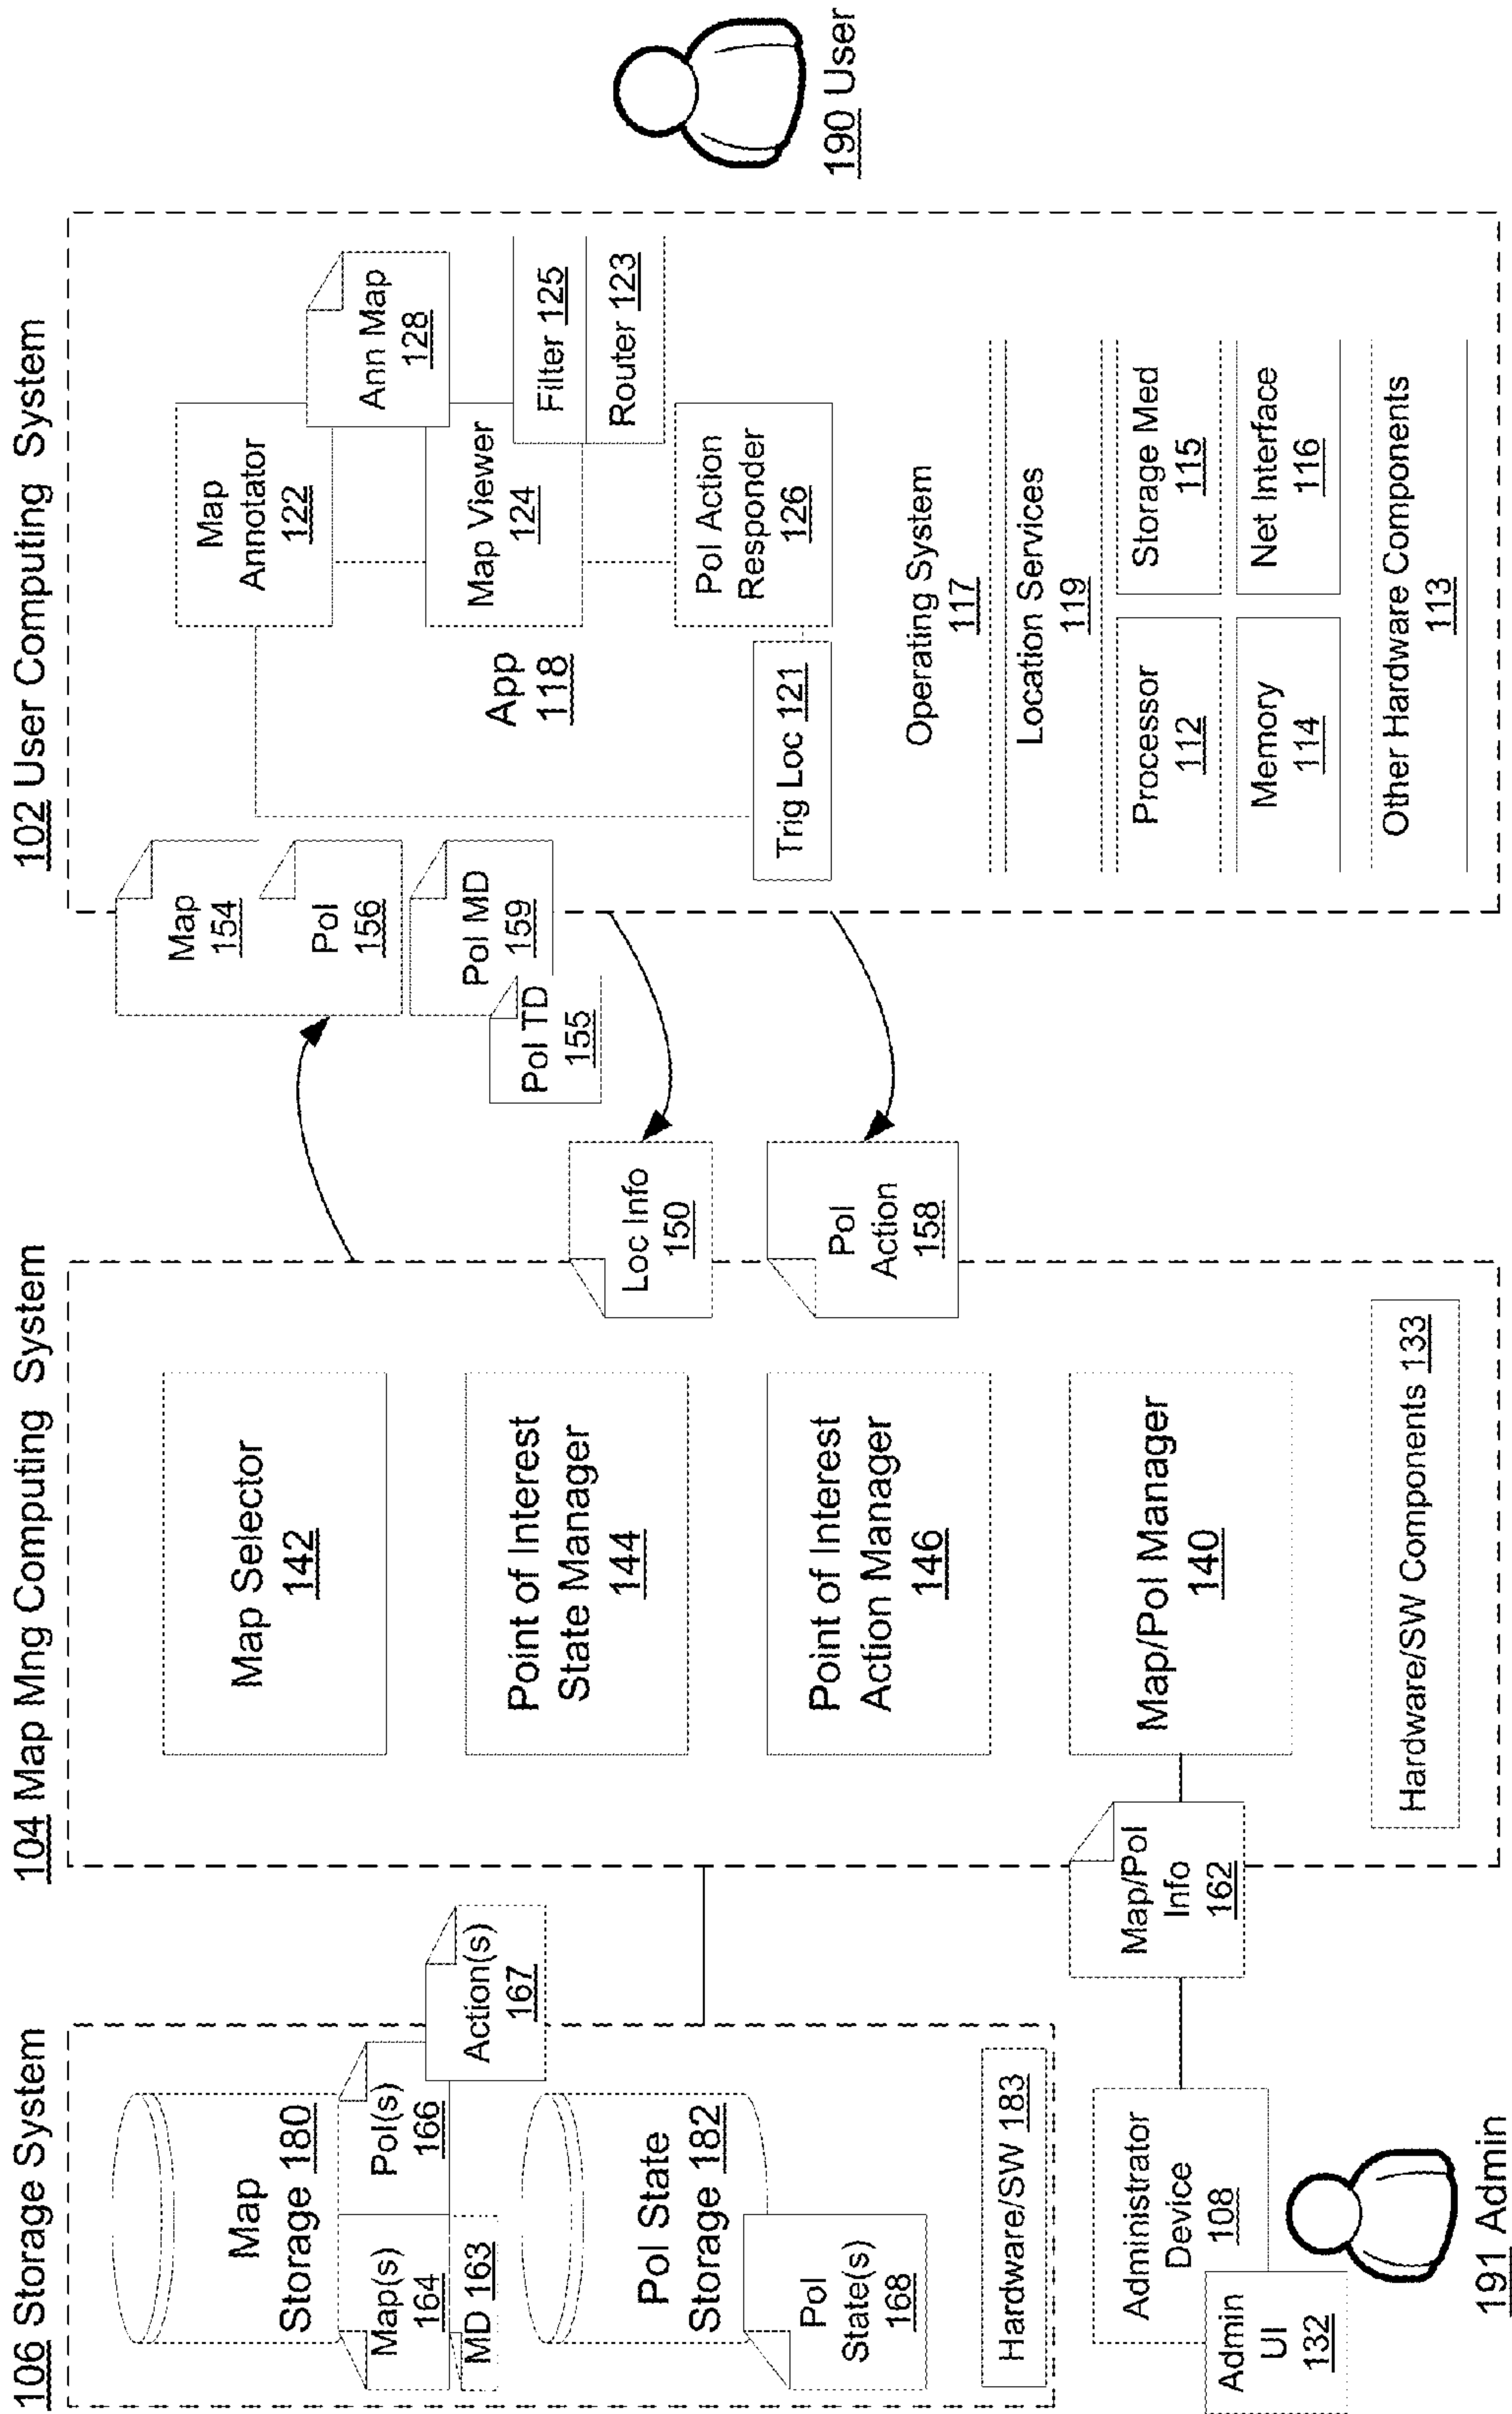 106 Storage System
Map
Storage 180
Map(s)
164
PoI(s)
166
MD 163
Action(s)
167
PoI State
Storage 182
PoI
State(s)
168
Hardware/SW 183
Administrator
Device
108
Admin
UI
132
191 Admin
Map/PoI
Info
162
104 Map Mng Computing System
Map Selector
142
Point of Interest
State Manager
144
Point of Interest
Action Manager
146
Map/PoI Manager
140
Hardware/SW Components 133
Loc Info
150
PoI
Action
158
Map
154
PoI
156
PoI MD
159
PoI TD
155
102 User Computing System
Map
Annotator
122
Ann Map
128
Map Viewer
124
Filter 125
Router 123
App
118
PoI Action
Responder
126
Trig Loc 121
Operating System
117
Location Services
119
Processor
112
Storage Med
115
Memory
114
Net Interface
116
Other Hardware Components
113
190 User